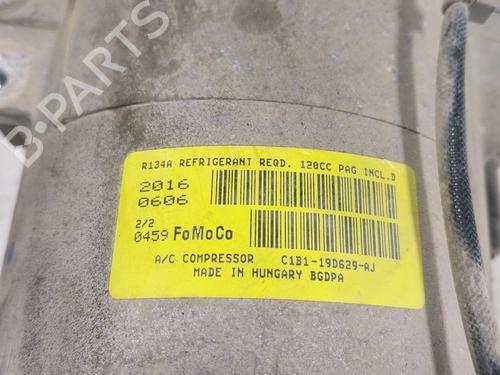 R134A REFRIGERANT REQD. 120CC PAG INCL.D
2016
0606
2/2
0459 FoMoCo
A/C COMPRESSOR C1B1-19D629-AJ
MADE IN HUNGARY BGDPA